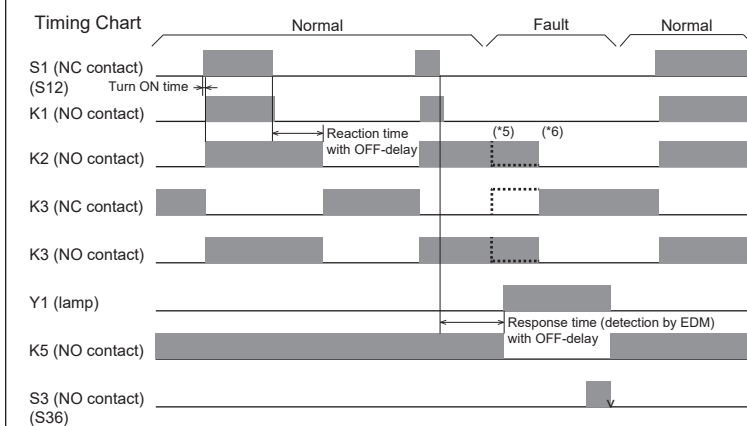 Timing Chart
Normal
Fault
Normal
S1 (NC contact)
(S12)
Turn ON time
K1 (NO contact)
Reaction time
with OFF-delay
(*5)
(*6)
K2 (NO contact)
K3 (NC contact)
K3 (NO contact)
Y1 (lamp)
Response time (detection by EDM)
with OFF-delay
K5 (NO contact)
S3 (NO contact)
(S36)